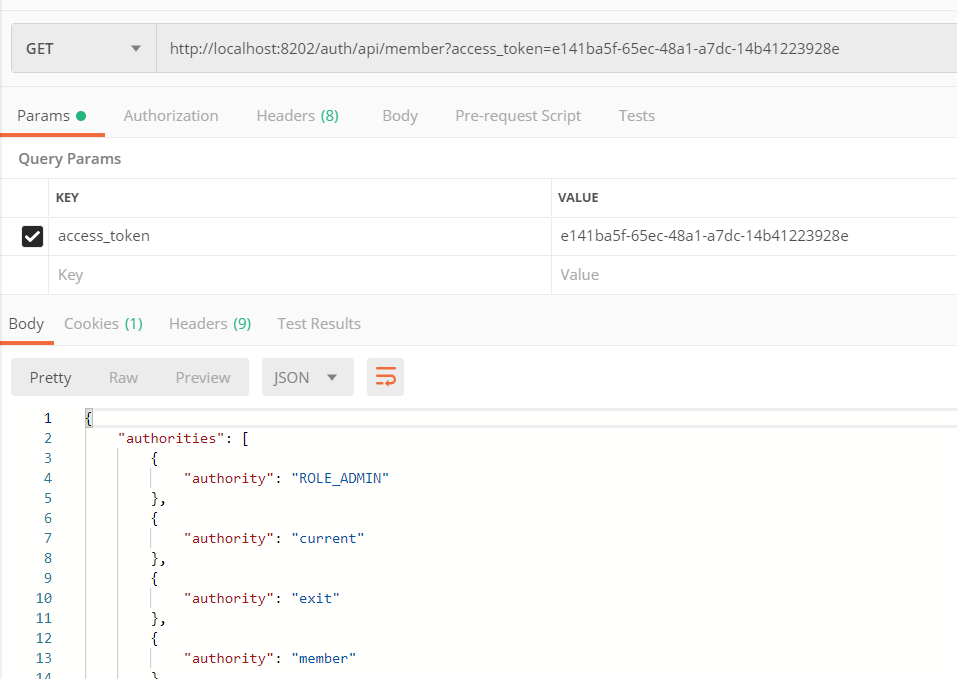 GET http://localhost:8202/auth/api/member?access_token=e141ba5f-65ec-48a1-a7dc-14b41223928e
Params Authorization Headers (8) Body Pre-request Script Tests
Query Params
KEY VALUE
access_token e141ba5f-65ec-48a1-a7dc-14b41223928e
Key Value
Body Cookies (1) Headers (9) Test Results
Pretty Raw Preview JSON
1 {
2 "authorities": [
3 {
4 "authority": "ROLE_ADMIN"
5 },
6 {
7 "authority": "current"
8 },
9 {
10 "authority": "exit"
11 },
12 {
13 "authority": "member"
14 }